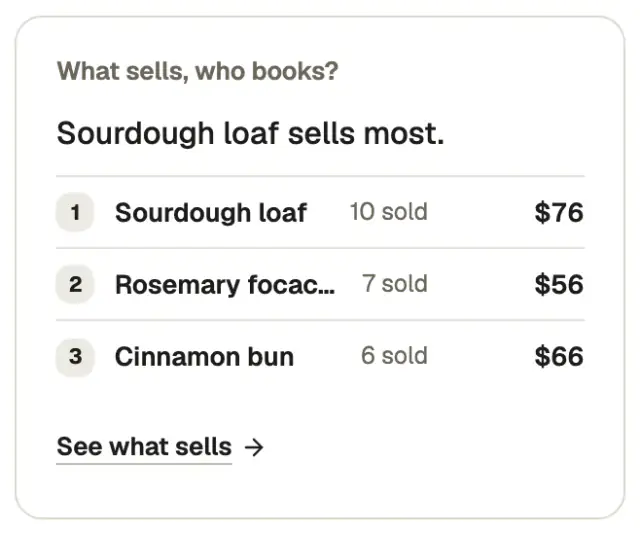 What sells, who books?
Sourdough loaf sells most.
1 Sourdough loaf 10 sold $76
2 Rosemary focac... 7 sold $56
3 Cinnamon bun 6 sold $66
See what sells →